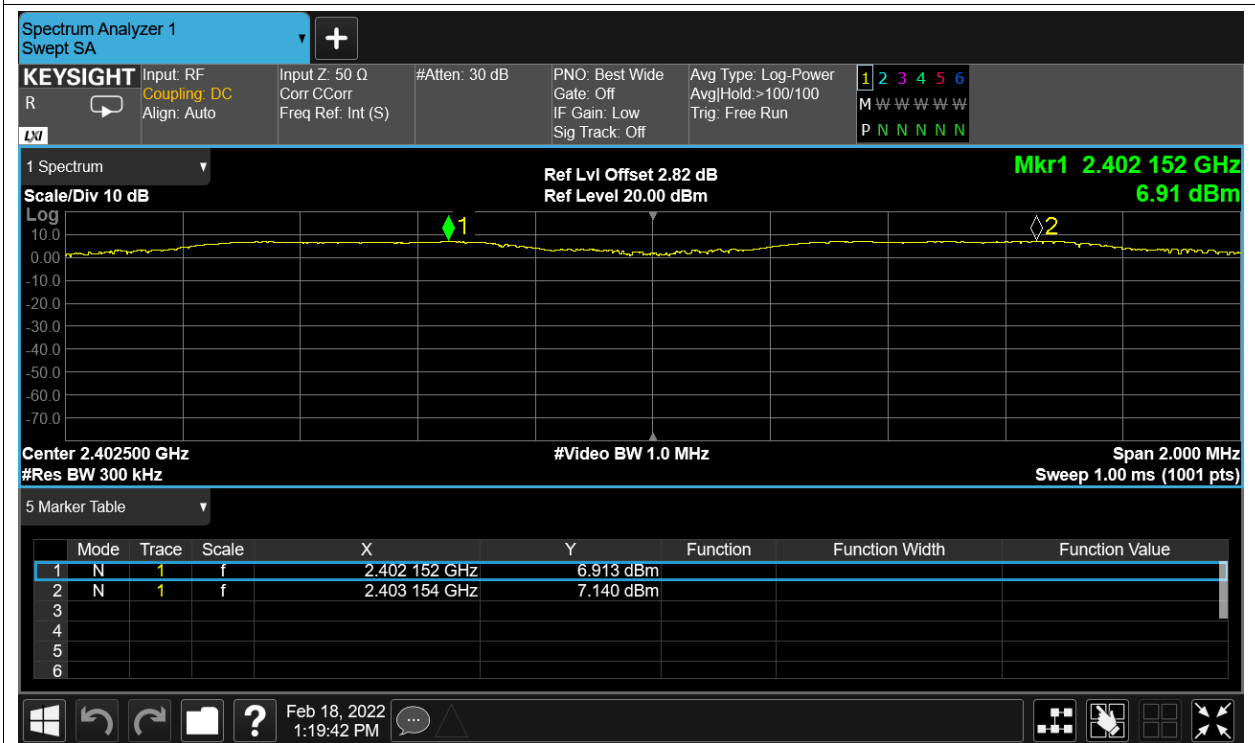 Spectrum Analyzer 1
Swept SA
+
KEYSIGHT Input: RF Input Z: 50 Ω #Atten: 30 dB PNO: Best Wide Avg Type: Log-Power 1 2 3 4 5 6
R Coupling: DC Corr CCorr Gate: Off Avg|Hold:>100/100 M W W W W W
Align: Auto Freq Ref: Int (S) IF Gain: Low Trig: Free Run
LXI Sig Track: Off P N N N N N
1 Spectrum Ref Lvl Offset 2.82 dB Mkr1 2.402 152 GHz
Scale/Div 10 dB Ref Level 20.00 dBm 6.91 dBm
Log
1 2
10.0
0.00
-10.0
-20.0
-30.0
-40.0
-50.0
-60.0
-70.0
Center 2.402500 GHz #Video BW 1.0 MHz Span 2.000 MHz
#Res BW 300 kHz Sweep 1.00 ms (1001 pts)
5 Marker Table
Mode Trace Scale X Y Function Function Width Function Value
1 N 1 f 2.402 152 GHz 6.913 dBm
2 N 1 f 2.403 154 GHz 7.140 dBm
3
4
5
6
? Feb 18, 2022
1:19:42 PM